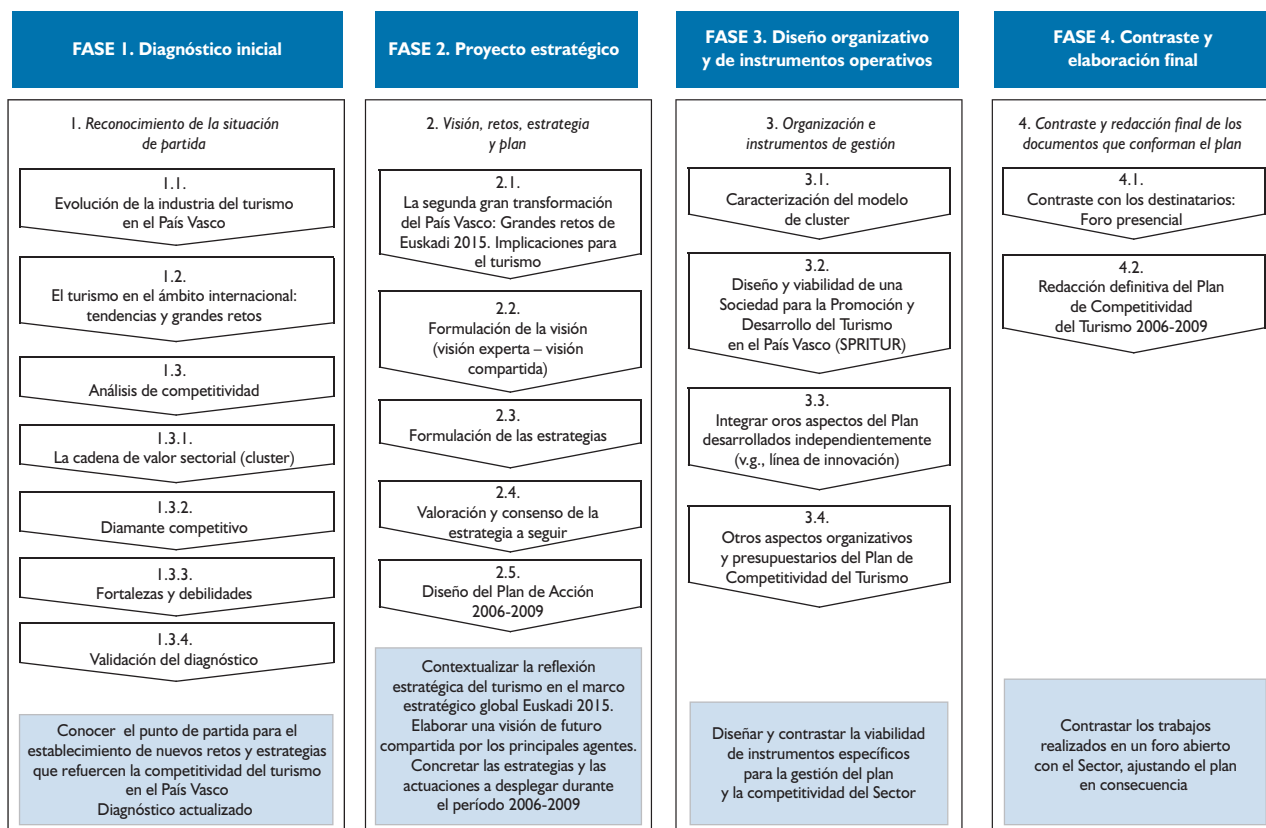 FASE 1. Diagnóstico inicial
1. Reconocimiento de la situación
de partida
1.1.
Evolución de la industria del turismo
en el País Vasco
1.2.
El turismo en el ámbito internacional:
tendencias y grandes retos
1.3.
Análisis de competitividad
1.3.1.
La cadena de valor sectorial (cluster)
1.3.2.
Diamante competitivo
1.3.3.
Fortalezas y debilidades
1.3.4.
Validación del diagnóstico
Conocer el punto de partida para el
establecimiento de nuevos retos y estrategias
que refuercen la competitividad del turismo
en el País Vasco
Diagnóstico actualizado
FASE 2. Proyecto estratégico
2. Visión, retos, estrategia
y plan
2.1.
La segunda gran transformación
del País Vasco: Grandes retos de
Euskadi 2015. Implicaciones para
el turismo
2.2.
Formulación de la visión
(visión experta – visión
compartida)
2.3.
Formulación de las estrategias
2.4.
Valoración y consenso de la
estrategia a seguir
2.5.
Diseño del Plan de Acción
2006-2009
Contextualizar la reflexión
estratégica del turismo en el marco
estratégico global Euskadi 2015.
Elaborar una visión de futuro
compartida por los principales agentes.
Concretar las estrategias y las
actuaciones a desplegar durante
el período 2006-2009
FASE 3. Diseño organizativo
y de instrumentos operativos
3. Organización e
instrumentos de gestión
3.1.
Caracterización del modelo
de cluster
3.2.
Diseño y viabilidad de una
Sociedad para la Promoción y
Desarrollo del Turismo
en el País Vasco (SPRITUR)
3.3.
Integrar oros aspectos del Plan
desarrollados independientemente
(v.g., línea de innovación)
3.4.
Otros aspectos organizativos
y presupuestarios del Plan de
Competitividad del Turismo
Diseñar y contrastar la viabilidad
de instrumentos específicos
para la gestión del plan
y la competitividad del Sector
FASE 4. Contraste y
elaboración final
4. Contraste y redacción final de los
documentos que conforman el plan
4.1.
Contraste con los destinatarios:
Foro presencial
4.2.
Redacción definitiva del Plan
de Competitividad
del Turismo 2006-2009
Contrastar los trabajos
realizados en un foro abierto
con el Sector, ajustando el plan
en consecuencia